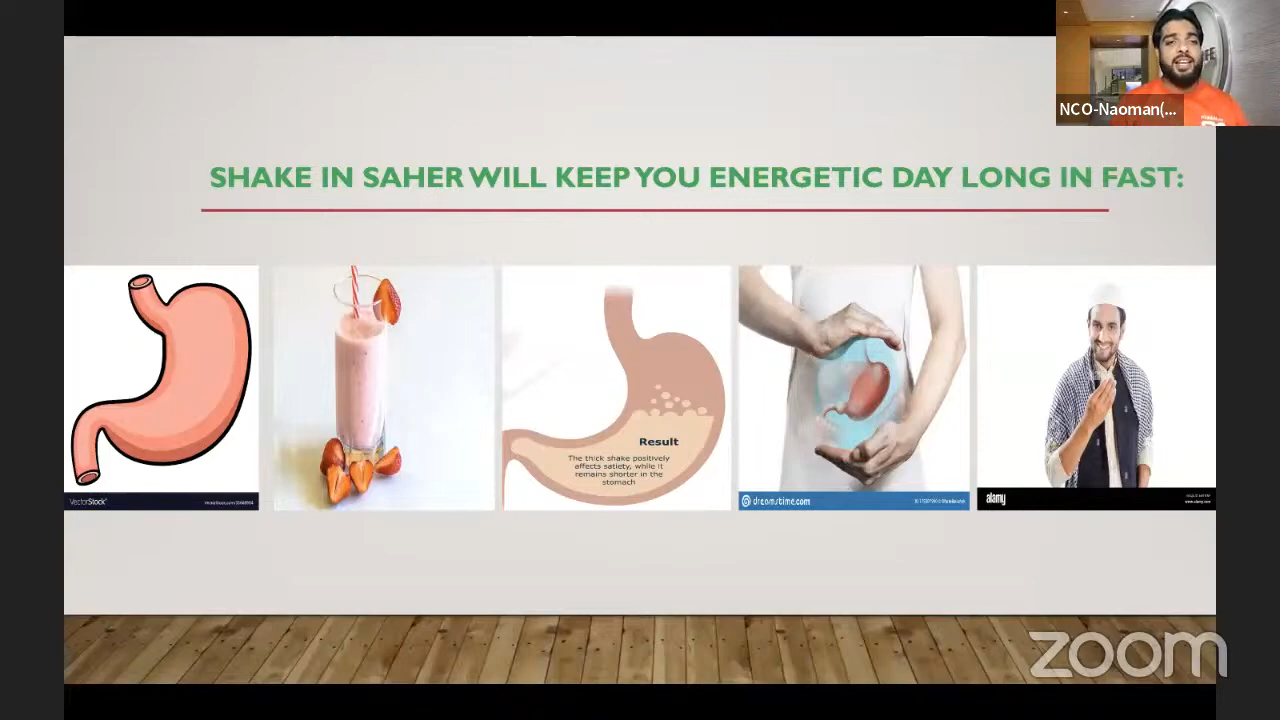 NCO-Naoman(...
SHAKE IN SAHER WILL KEEP YOU ENERGETIC DAY LONG IN FAST:
Result
The thick shake positively
affects satiety, while it
remains shorter in the
stomach
VectorStock
dreamstime.com
alamy
zoom